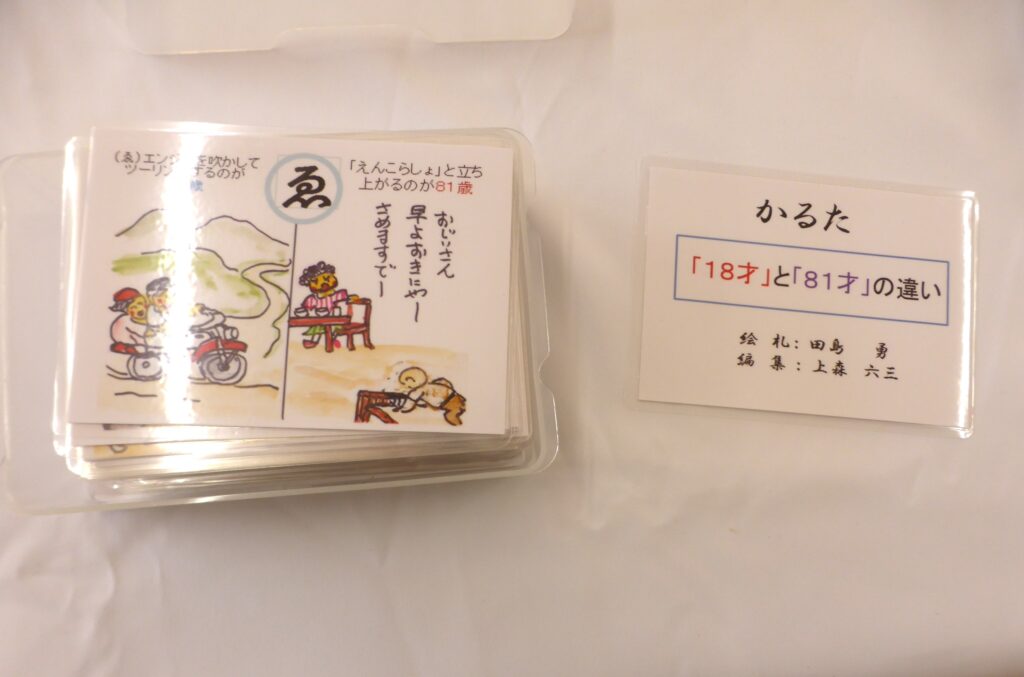 (ゑ)エンジンを吹かして
ツーリングするのが
歳
ゑ
「えんこらしょ」と立ち
上がるのが81歳
おじいさん
早よおきにゃー
さめますでー
かるた
「18才」と「81才」の違い
絵 札:田島 勇
編 集:上森 六三